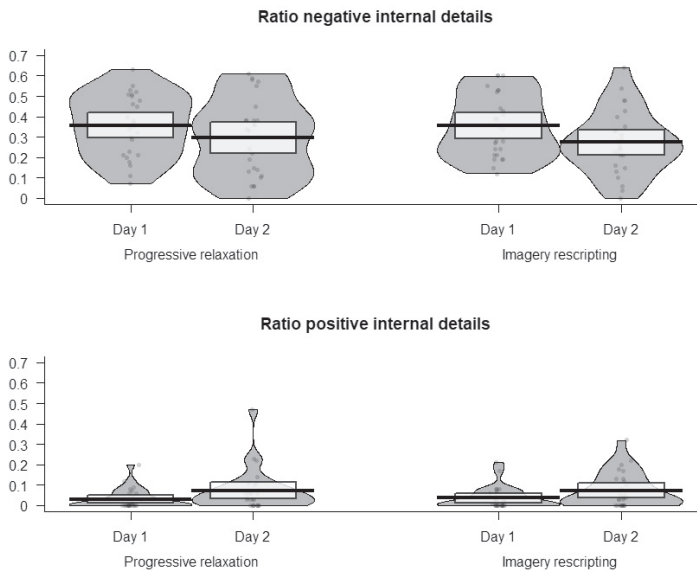 Ratio negative internal details
0.7
0.6
0.5
0.4
0.3
0.2
0.1
0
Day 1 Day 2 Day 1 Day 2
Progressive relaxation Imagery rescripting
Ratio positive internal details
0.7
0.6
0.5
0.4
0.3
0.2
0.1
0
Day 1 Day 2 Day 1 Day 2
Progressive relaxation Imagery rescripting